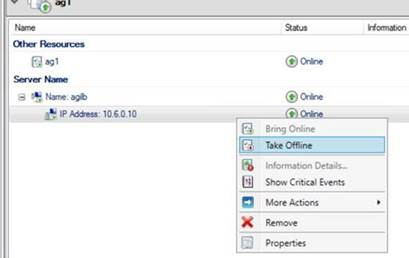 ag1
Name Status Information
Other Resources
ag1 Online
Server Name
Name: agilb Online
IP Address: 10.6.0.10 Online
Bring Online
Take Offline
Information Details...
Show Critical Events
More Actions
Remove
Properties